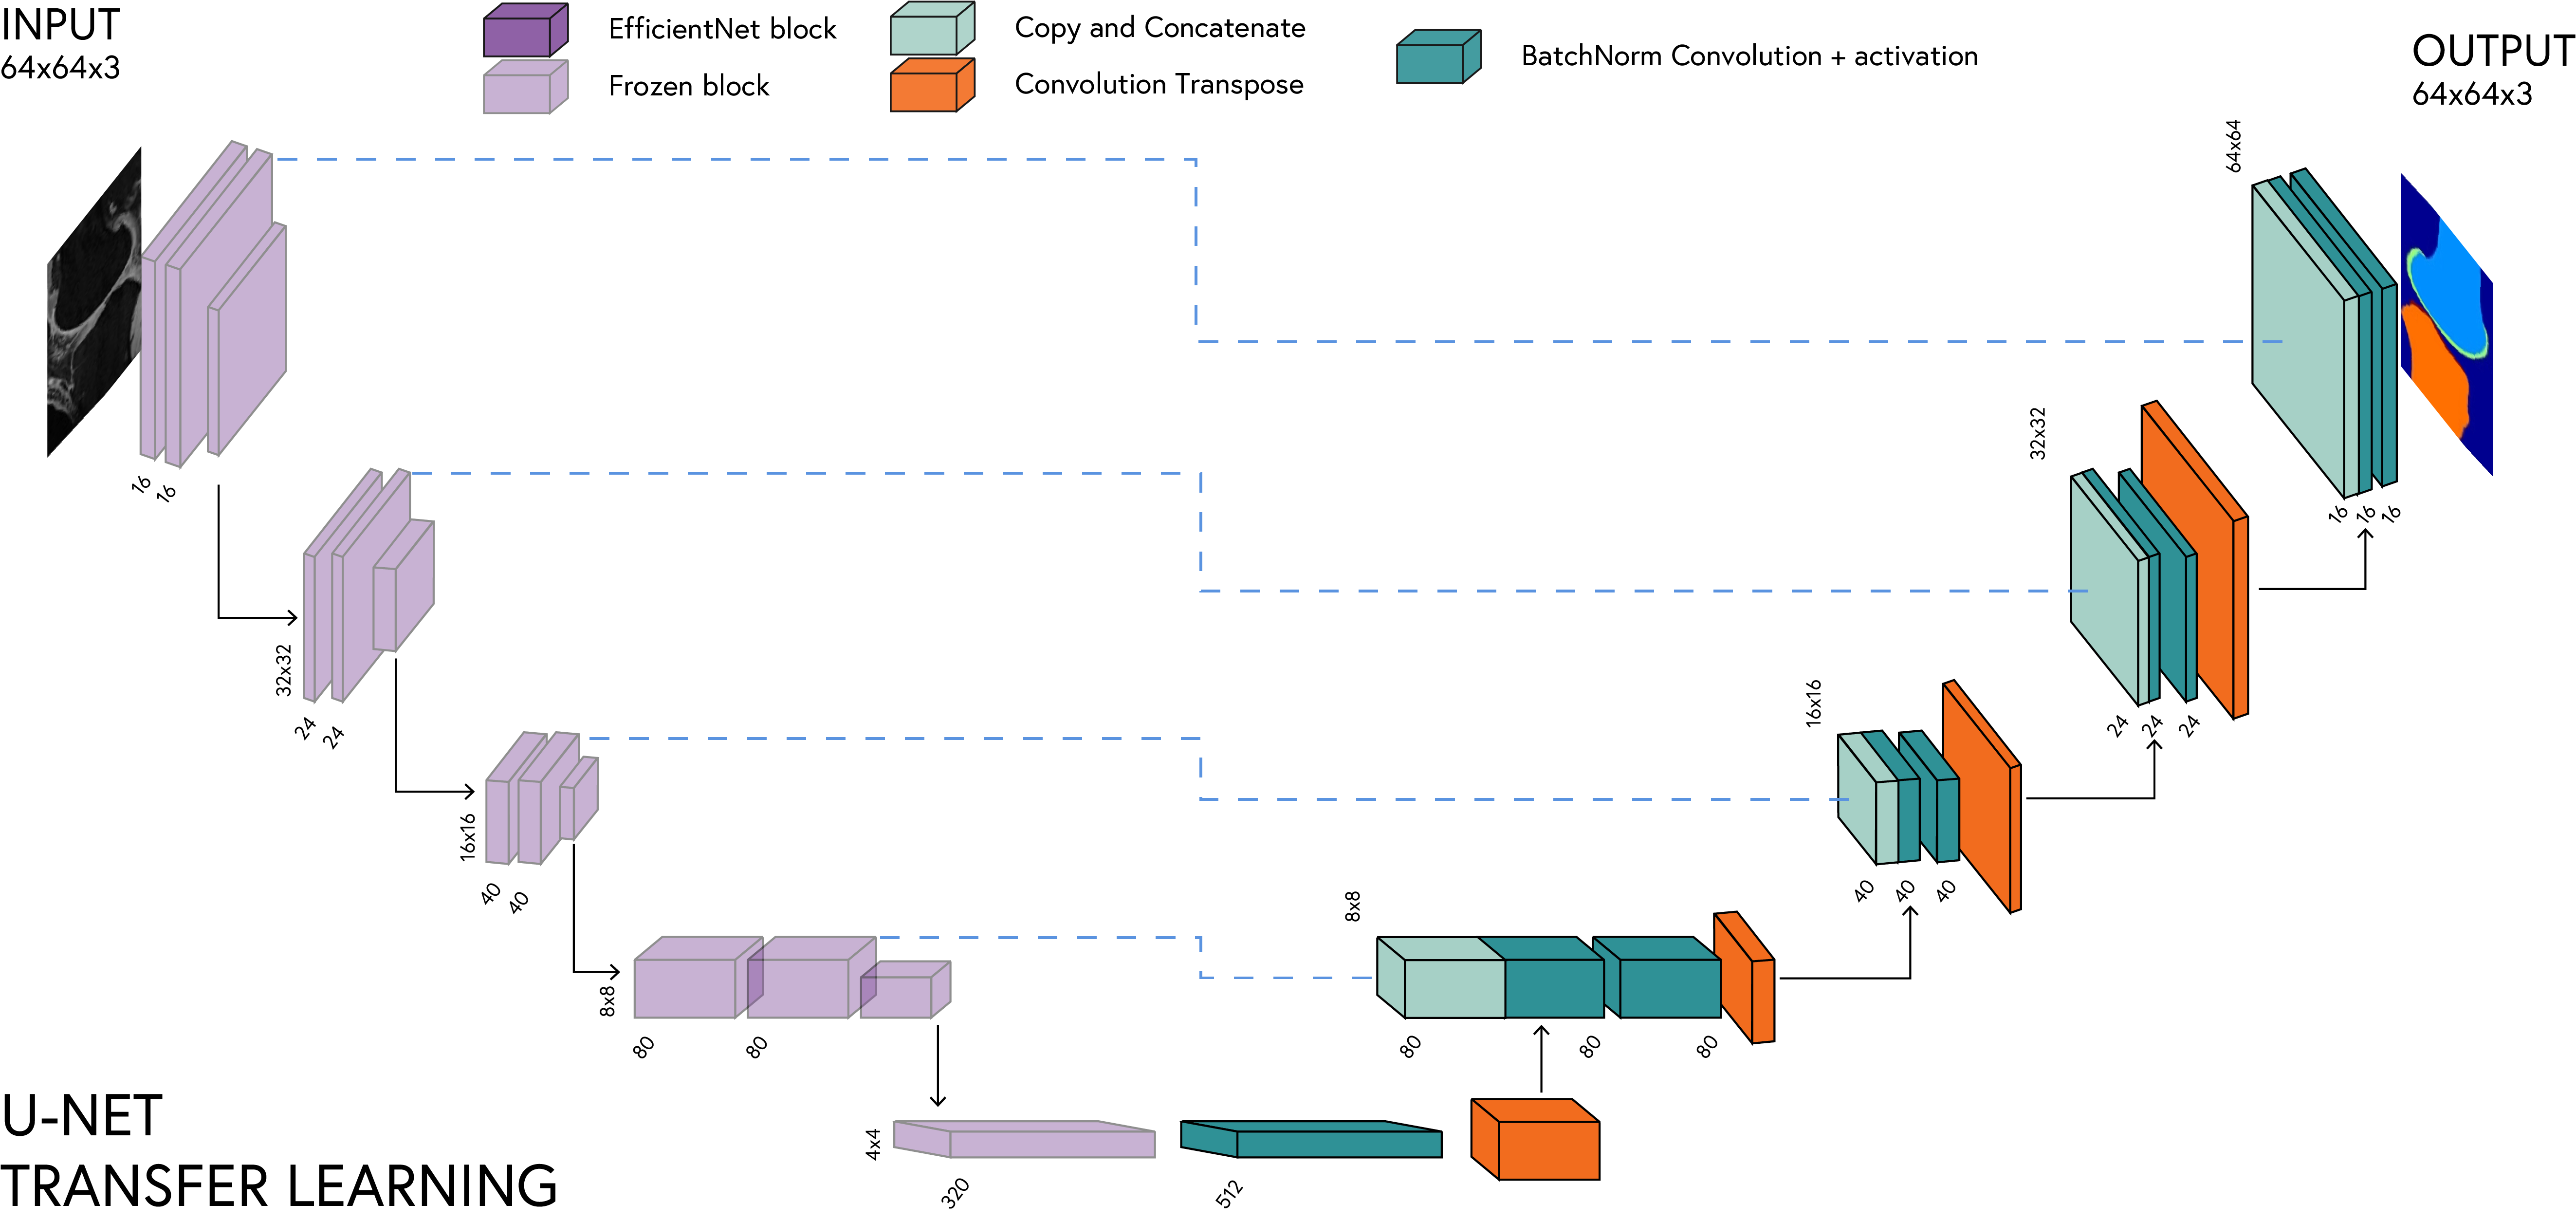 INPUT
64x64x3
EfficientNet block
Frozen block
Copy and Concatenate
Convolution Transpose
BatchNorm Convolution + activation
OUTPUT
64x64x3
64x64
16
16
16
16
16
32x32
32x32
24
24
24
24
24
16x16
16x16
40
40
40
40
40
8x8
8x8
80
80
80
80
80
4x4
320
512
U-NET
TRANSFER LEARNING